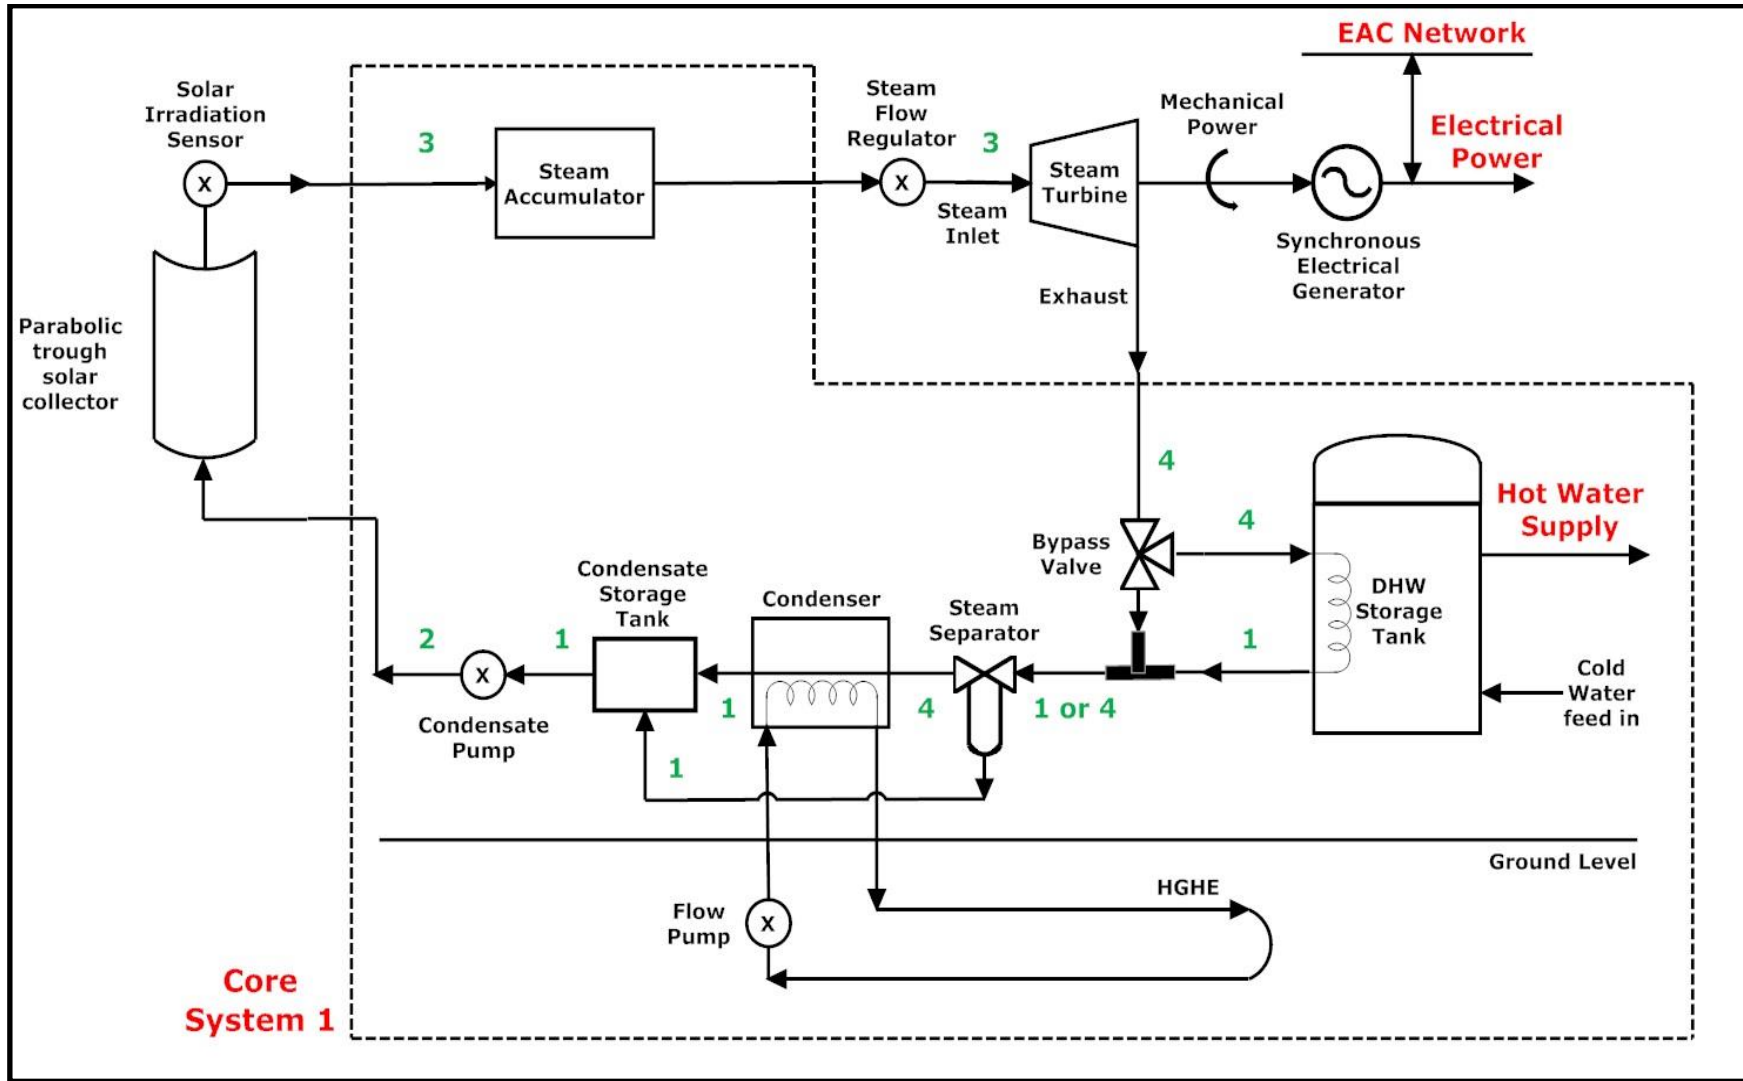 EAC Network
Solar
Irradiation
Sensor
3
Steam
Accumulator
Steam
Flow
Regulator
X
X
3
Steam
Inlet
Steam
Turbine
Mechanical
Power
Electrical
Power
Synchronous
Electrical
Generator
Exhaust
Parabolic
trough
solar
collector
4
4
Bypass
Valve
Hot Water
Supply
DHW
Storage
Tank
Condensate
Storage
Tank
Condenser
Steam
Separator
2
X
1
1
4
1 or 4
1
Cold
Water
feed in
Condensate
Pump
1
Ground Level
HGHE
Flow
Pump
X
Core
System 1